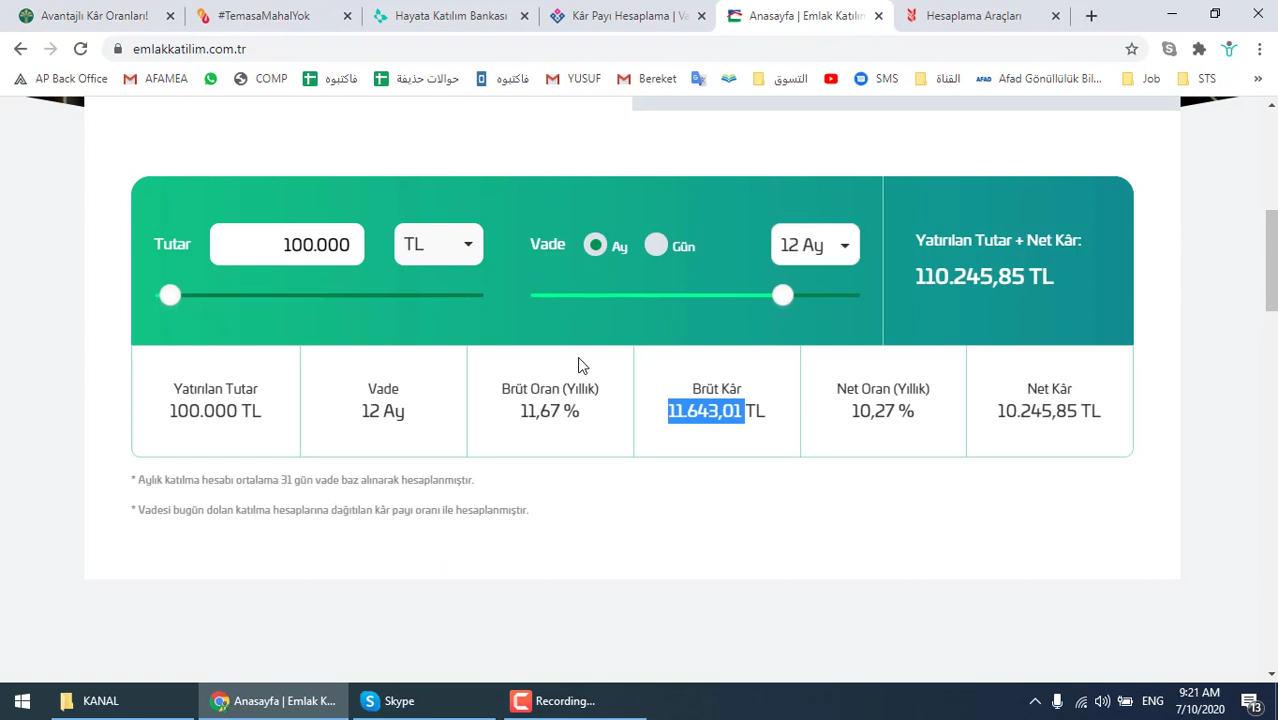 Avantajlı Kâr Oranları!
#TemasaMahalYok
Hayata Katılım Bankası
Kâr Payı Hesaplama | Va
Anasayfa | Emlak Katılım
Hesaplama Araçları
emlakkatilim.com.tr
AP Back Office
AFAMEA
COMP
فاكتبوه
حوالات حذيفة
فاكتبوه
YUSUF
Bereket
التسوق
SMS
القناة
AFAD
Afad Gönüllülük Bil...
Job
STS
»
Tutar
100.000
TL
Vade
Ay
Gün
12 Ay
Yatırılan Tutar + Net Kâr:
110.245,85 TL
Yatırılan Tutar
100.000 TL
Vade
12 Ay
Brüt Oran (Yıllık)
11,67 %
Brüt Kâr
11.643,01 TL
Net Oran (Yıllık)
10,27 %
Net Kâr
10.245,85 TL
* Aylık katılma hesabı ortalama 31 gün vade baz alınarak hesaplanmıştır.
* Vadesi bugün dolan katılma hesaplarına dağıtılan kâr payı oranı ile hesaplanmıştır.
KANAL
Anasayfa | Emlak K...
Skype
Recording...
ENG
9:21 AM
7/10/2020
13